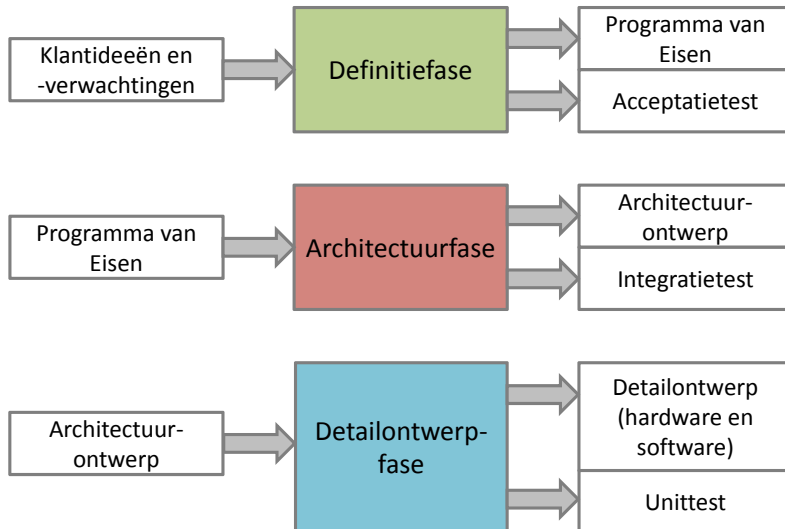 Klantideeën en
-verwachtingen
Definitiefase
Programma van
Eisen
Acceptatietest
Programma van
Eisen
Architectuurfase
Architectuur-
ontwerp
Integratietest
Architectuur-
ontwerp
Detailontwerp-
fase
Detailontwerp
(hardware en
software)
Unittest